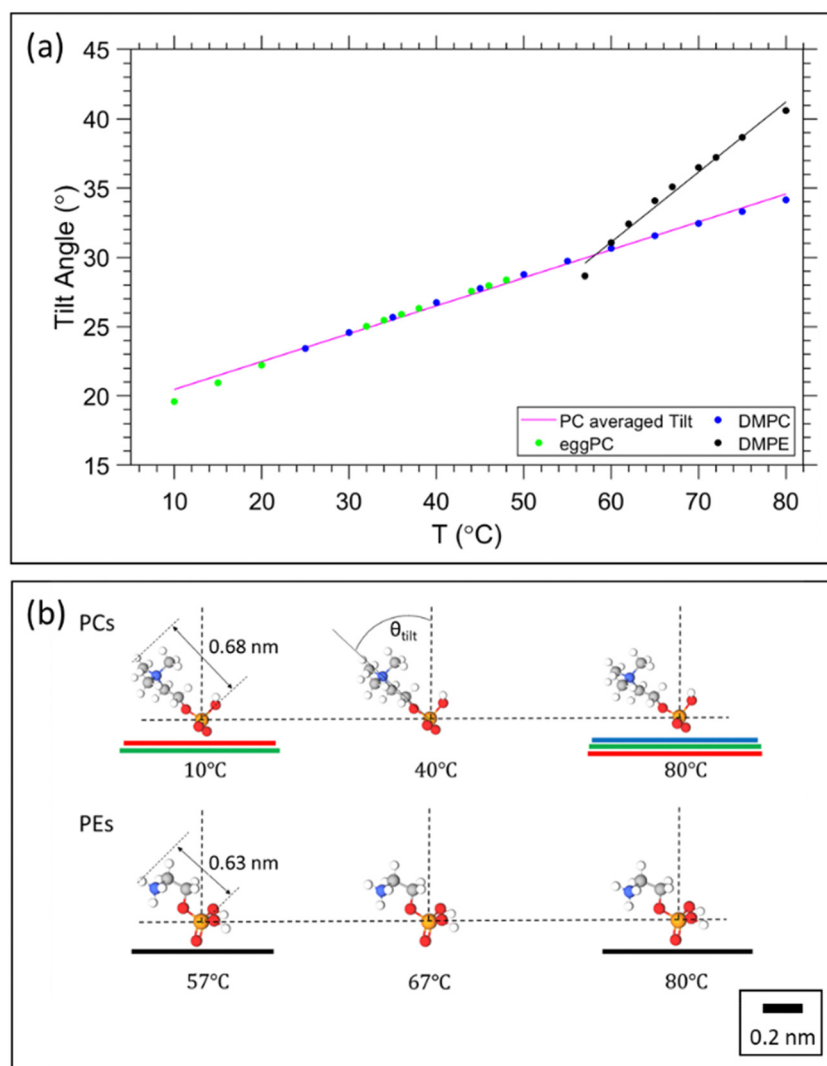 (a)
45
40
35
30
25
20
15
Tilt Angle (°)
10 20 30 40 50 60 70 80
T (°C)
PC averaged Tilt
eggPC
DMPC
DMPE
(b)
PCs
0.68 nm
θtilt
10°C 40°C 80°C
PEs
0.63 nm
57°C 67°C 80°C
0.2 nm